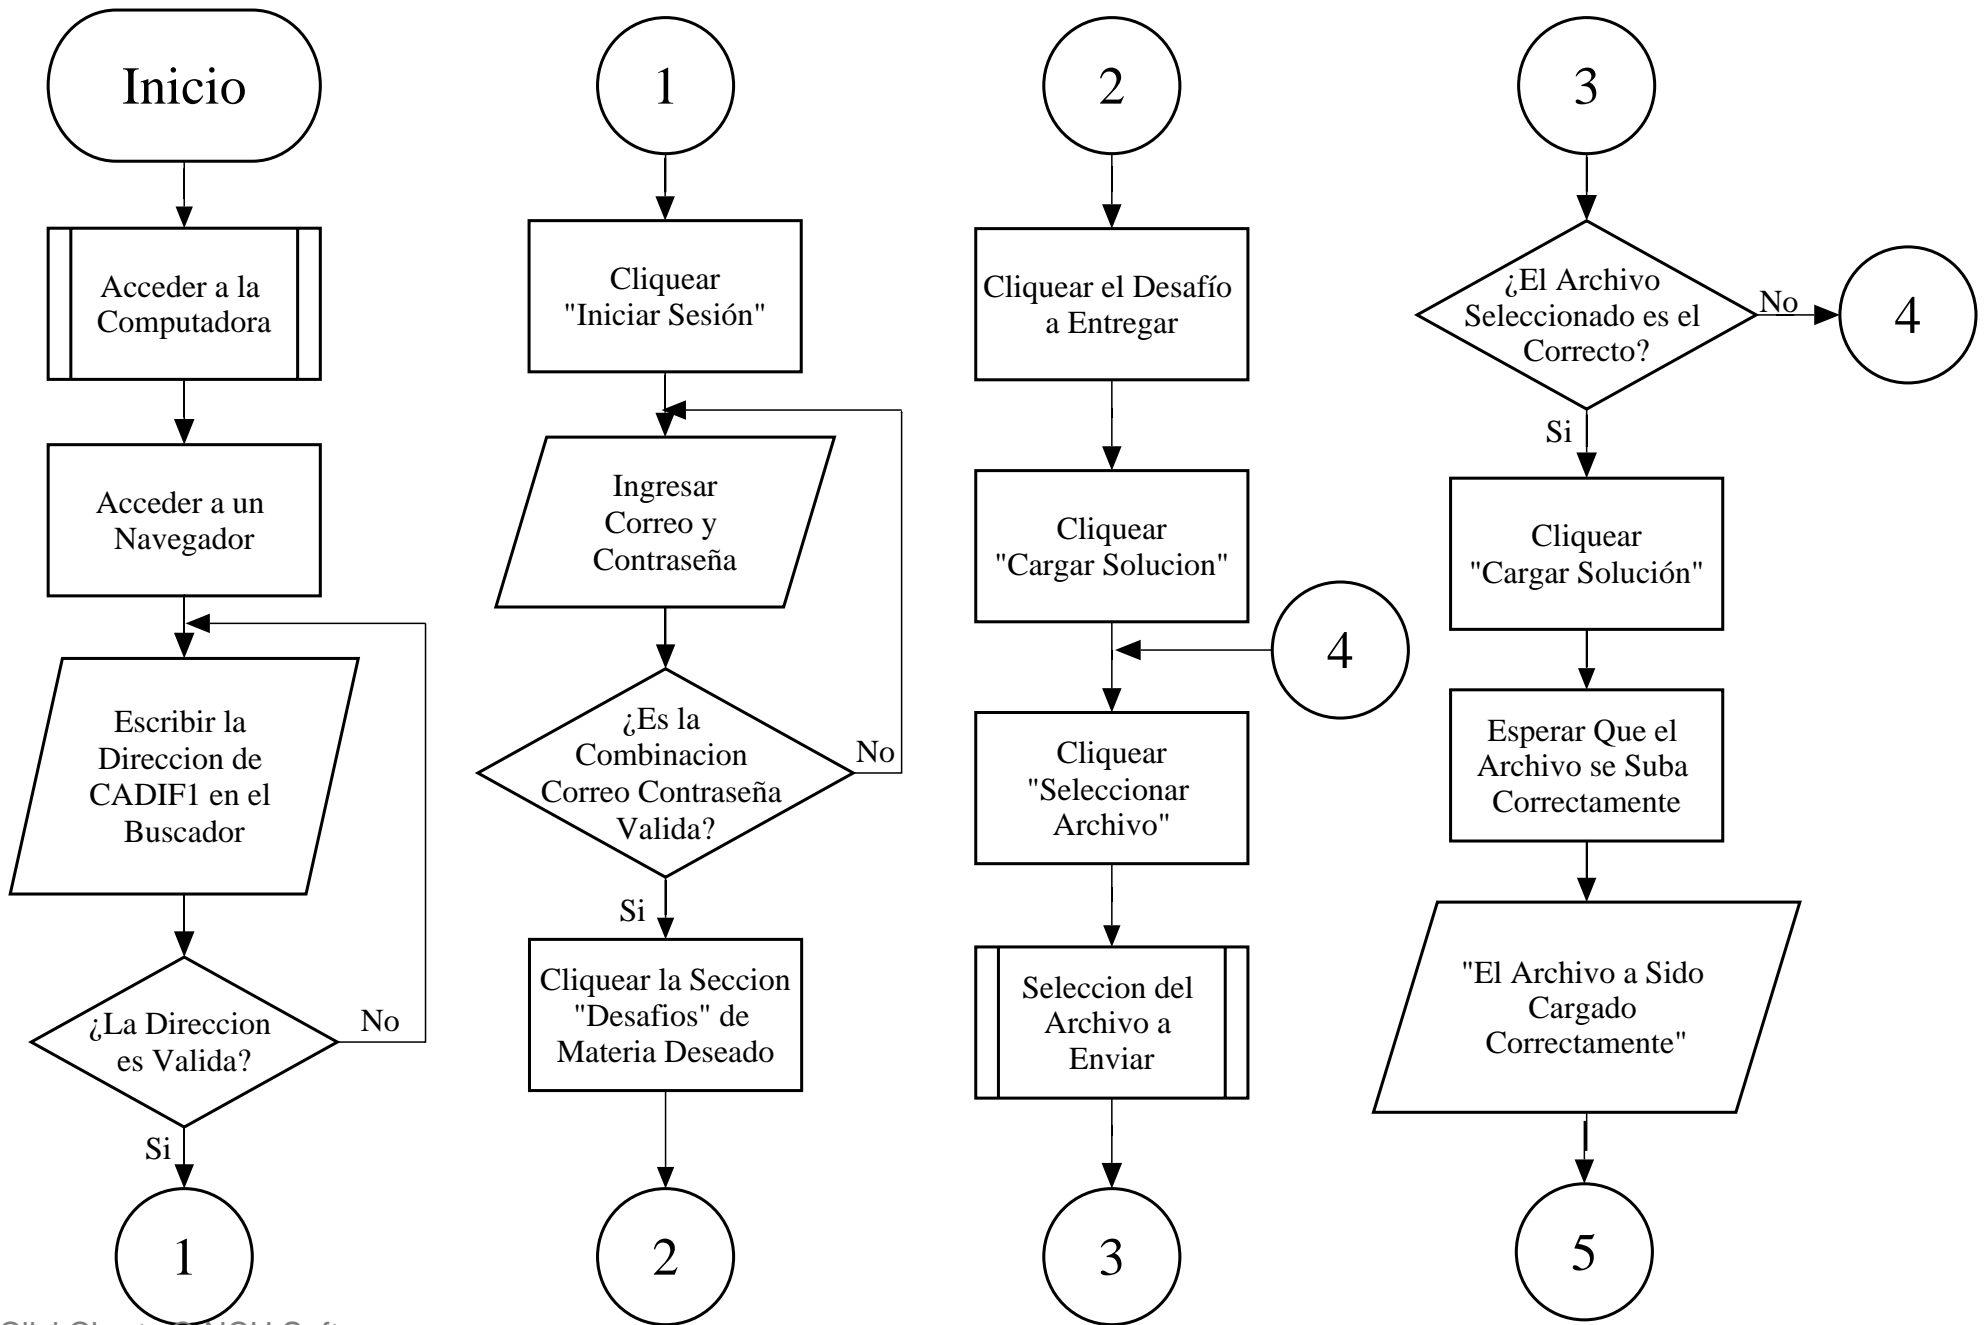 Inicio
Acceder a la
Computadora
Acceder a un
Navegador
Escribir la
Direccion de
CADIF1 en el
Buscador
¿La Direccion
es Valida?
No
Si
1
1
Cliquear
"Iniciar Sesión"
Ingresar
Correo y
Contraseña
¿Es la
Combinacion
Correo Contraseña
Valida?
No
Si
Cliquear la Seccion
"Desafios" de
Materia Deseado
2
2
Cliquear el Desafío
a Entregar
Cliquear
"Cargar Solucion"
4
Cliquear
"Seleccionar
Archivo"
Seleccion del
Archivo a
Enviar
3
3
¿El Archivo
Seleccionado es el
Correcto?
No
4
Si
Cliquear
"Cargar Solución"
Esperar Que el
Archivo se Suba
Correctamente
"El Archivo a Sido
Cargado
Correctamente"
5